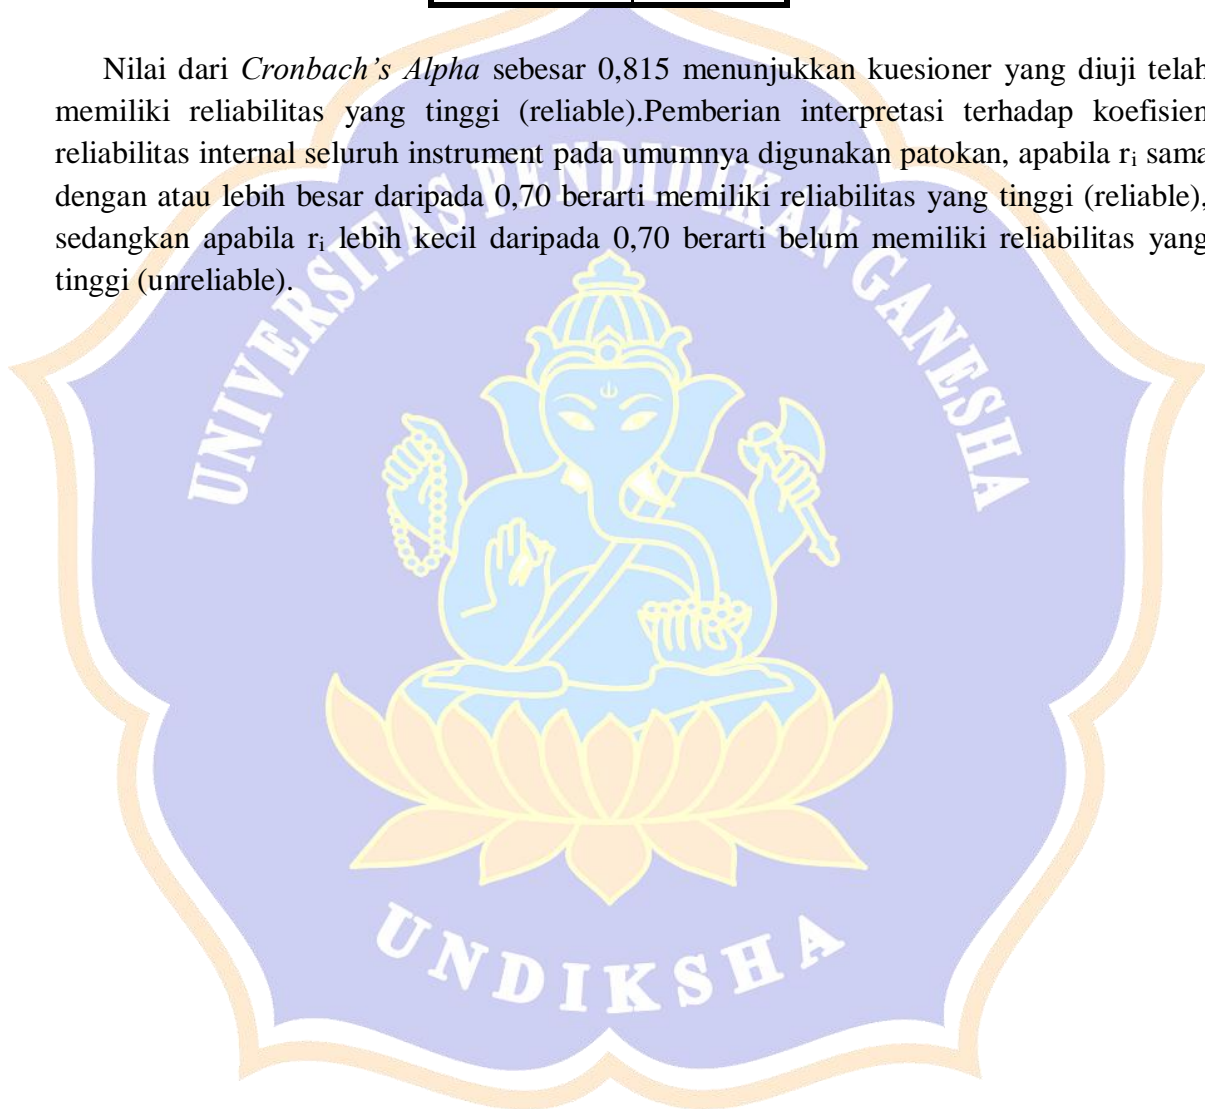 Nilai dari Cronbach's Alpha sebesar 0,815 menunjukkan kuesioner yang diuji telah
memiliki reliabilitas yang tinggi (reliable).Pemberian interpretasi terhadap koefisien
reliabilitas internal seluruh instrument pada umumnya digunakan patokan, apabila rᵢ sama
dengan atau lebih besar daripada 0,70 berarti memiliki reliabilitas yang tinggi (reliable),
sedangkan apabila rᵢ lebih kecil daripada 0,70 berarti belum memiliki reliabilitas yang
tinggi (unreliable).
UNIVERSITAS PENDIDIKAN GANESHA
UNDIKSHA